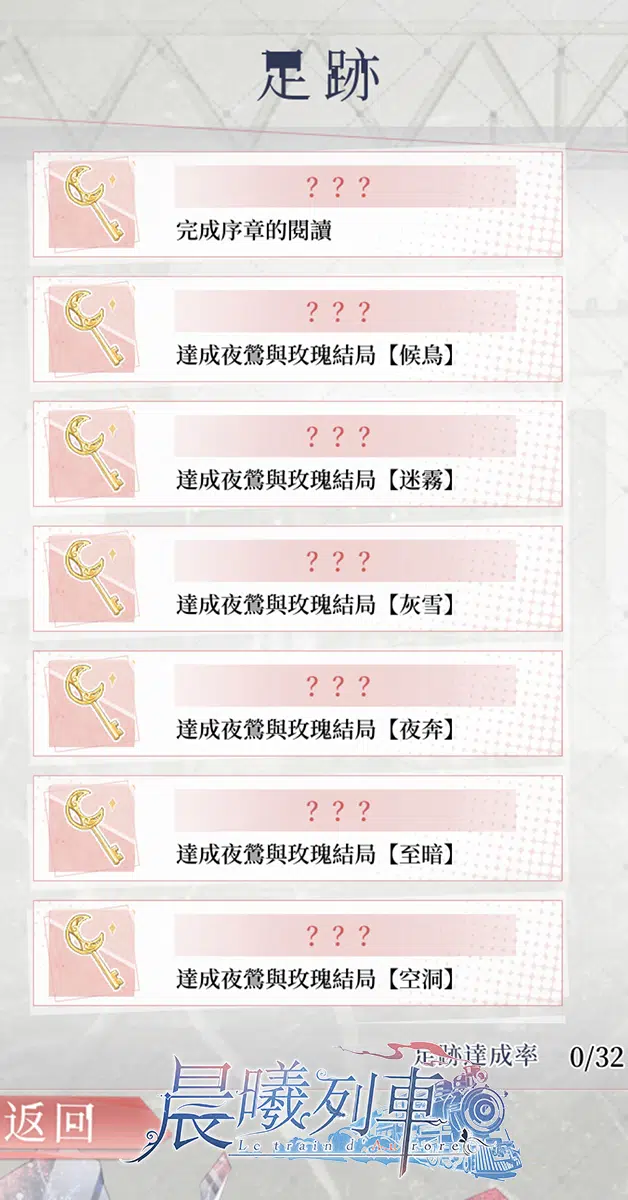 足跡
？？？
完成序章的閱讀
？？？
達成夜鶯與玫瑰結局【候鳥】
？？？
達成夜鶯與玫瑰結局【迷霧】
？？？
達成夜鶯與玫瑰結局【灰雪】
？？？
達成夜鶯與玫瑰結局【夜奔】
？？？
達成夜鶯與玫瑰結局【至暗】
？？？
達成夜鶯與玫瑰結局【空洞】
足跡達成率 0/32
返回
晨曦列車
Le train d'Aurore